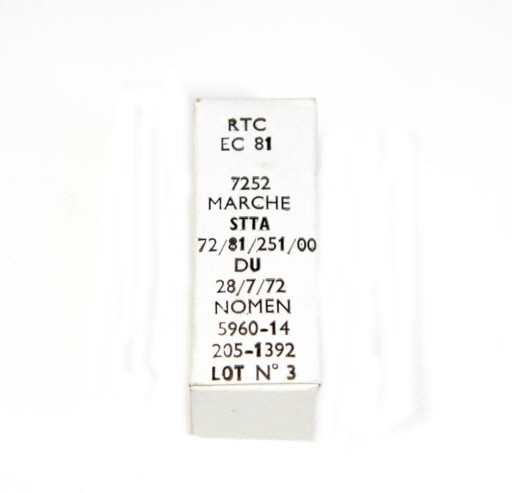 RTC
EC 81
7252
MARCHE
STTA
72/81/251/00
DU
28/7/72
NOMEN
5960-14
205-1392
LOT N° 3